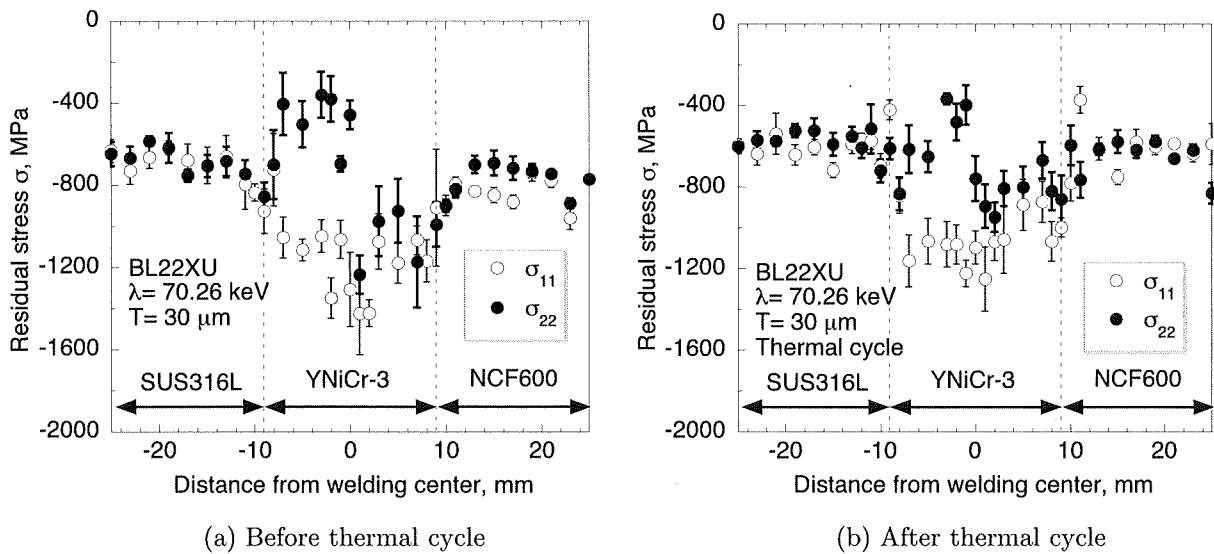 0
-400
-800
-1200
-1600
-2000
Residual stress σ, MPa
BL22XU
λ= 70.26 keV
T= 30 μm
σ11
σ22
SUS316L
YNiCr-3
NCF600
-20
-10
0
10
20
Distance from welding center, mm
(a) Before thermal cycle
0
-400
-800
-1200
-1600
-2000
Residual stress σ, MPa
BL22XU
λ= 70.26 keV
T= 30 μm
Thermal cycle
σ11
σ22
SUS316L
YNiCr-3
NCF600
-20
-10
0
10
20
Distance from welding center, mm
(b) After thermal cycle